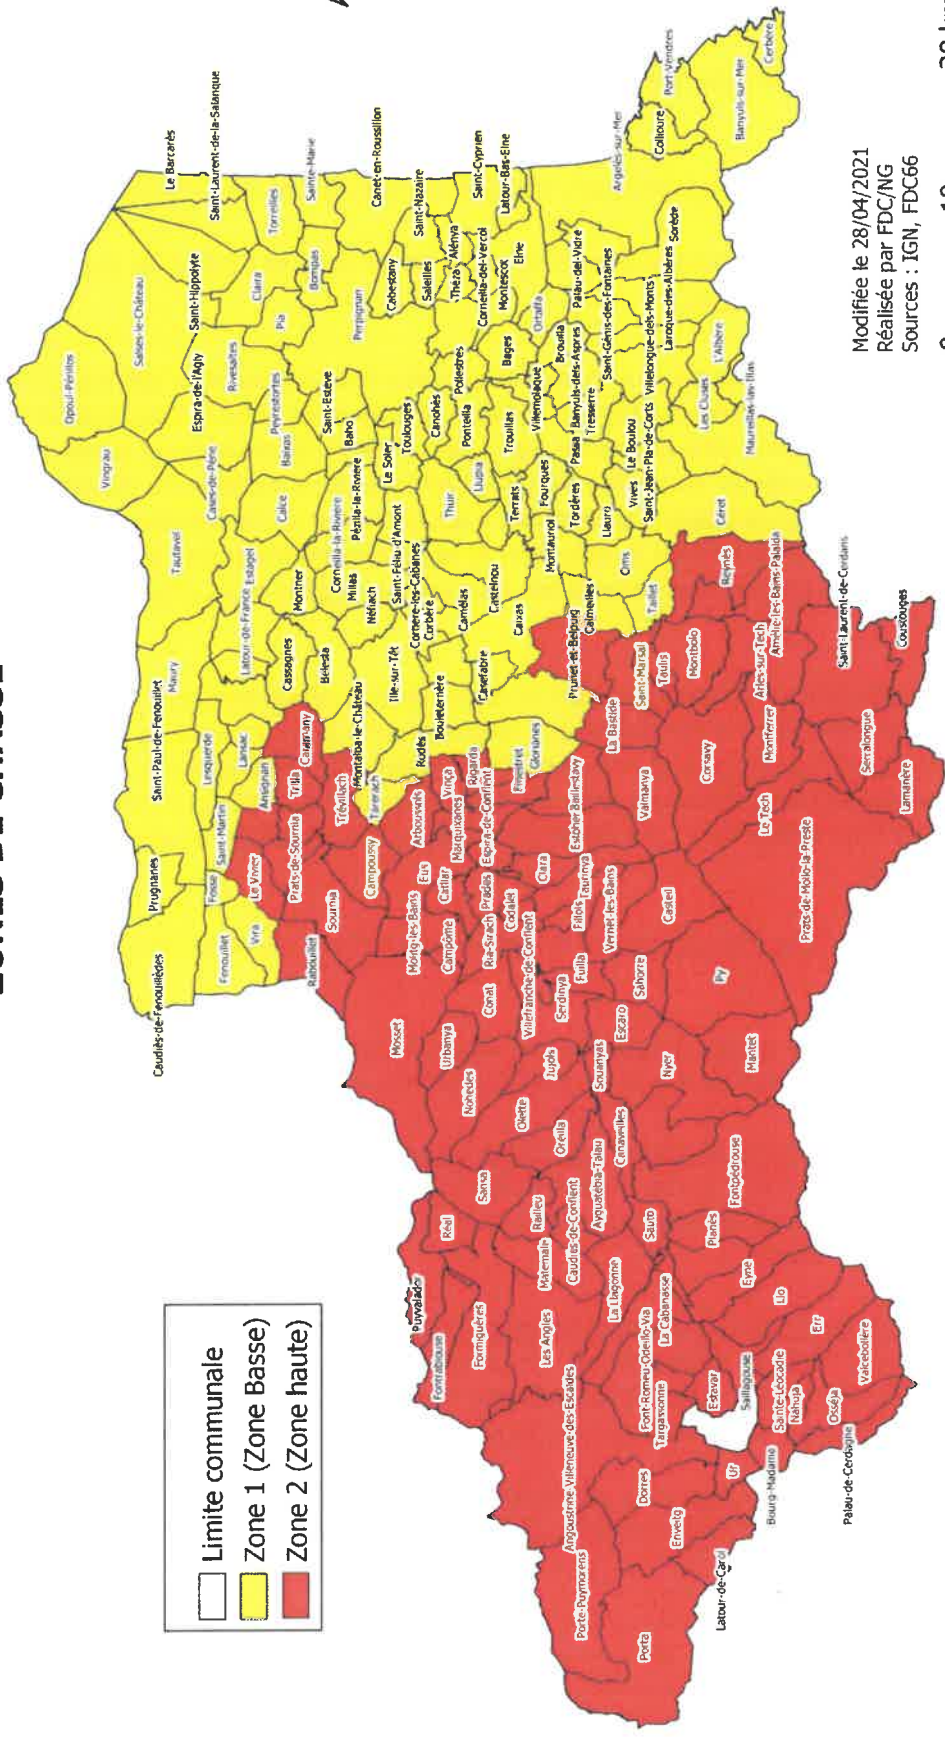 Limite communale
Zone 1 (Zone Basse)
Zone 2 (Zone haute)
Modifiée le 28/04/2021
Réalisée par FDC/NG
Sources : IGN, FDC66
Opoul-Périllos
Vingrau
Salses-le-Château
Le Barcarès
Saint-Laurent-de-la-Salanque
Tautavel
Cases-de-Pène
Espira-de-l'Agly
Saint-Hippolyte
Rivesaltes
Claira
Torreilles
Saint-Paul-de-Fenouillet
Maury
Prugnanes
Caudiès-de-Fenouillèdes
Fenouillet
Fosse
Saint-Martin
Lesquerde
Lansac
Latour-de-France
Estagel
Calce
Baixas
Peyrestortes
Pia
Bompas
Sainte-Marie
Vira
Le Vivier
Ansignan
Cassagnes
Montner
Trilla
Caramany
Bélesta
Corneilla-la-Rivière
Millas
Pézilla-la-Rivière
Baho
Saint-Estève
Perpignan
Canet-en-Roussillon
Rabouillet
Prats-de-Sournia
Sournia
Trévillach
Montalba-le-Château
Tarerach
Campoussy
Néfiach
Ille-sur-Têt
Saint-Féliu d'Amont
Corbère-les-Cabanes
Corbère
Le Soler
Toulouges
Cabestany
Saleilles
Saint-Nazaire
Canohès
Pollestres
Ponteilla
Théza
Alénya
Corneilla-del-Vercol
Saint-Cyprien
Latour-Bas-Elne
Montescot
Elne
Thuir
Llupia
Camélas
Castelnou
Terrats
Trouillas
Bages
Ortaffa
Villemolaque
Brouilla
Fourques
Passa
Banyuls-dels-Aspres
Tresserre
Palau-del-Vidre
Saint-Génis-des-Fontaines
Argelès-sur-Mer
Collioure
Port-Vendres
Banyuls-sur-Mer
Cerbère
Sorède
Laroque-des-Albères
Villelongue-dels-Monts
L'Albère
Les Cluses
Maureillas-las-Illas
Le Boulou
Saint-Jean-Pla-de-Corts
Vivès
Llauro
Tordères
Montauriol
Caixas
Calmeilles
Oms
Taillet
Céret
Rodès
Bouleternère
Casefabre
Prunet-et-Belpuig
Glorianes
Finestret
Rigarda
Vinça
Marquixanes
Espira-de-Conflent
Arboussols
Eus
Catllar
Prades
Molitg-les-Bains
Campôme
Ria-Sirach
Codalet
Clara
Estoher
Baillestavy
Taurinya
Fillols
Vernet-les-Bains
Valmanya
La Bastide
Saint-Marsal
Taulis
Montbolo
Reynès
Amélie-les-Bains-Palalda
Arles-sur-Tech
Montferrer
Corsavy
Le Tech
Saint-Laurent-de-Cerdans
Coustouges
Serralongue
Lamanère
Prats-de-Mollo-la-Preste
Casteil
Py
Sahorre
Fuilla
Serdinya
Villefranche-de-Conflent
Conat
Mosset
Urbanya
Nohèdes
Jujols
Olette
Oreilla
Souanyas
Escaro
Nyer
Mantet
Canaveilles
Ayguatébia-Talau
Fontpédrouse
Sansa
Réal
Railleu
Caudiès-de-Conflent
Sauto
Planès
Puyvalador
Fontrabiouse
Formiguères
Matemale
Les Angles
La Llagonne
La Cabanasse
Font-Romeu-Odeillo-Via
Targassonne
Eyne
Llo
Err
Saillagouse
Estavar
Sainte-Léocadie
Nahuja
Osséja
Valcebollère
Palau-de-Cerdagne
Bourg-Madame
Ur
Angoustrine-Villeneuve-des-Escaldes
Dorres
Enveitg
Latour-de-Carol
Porté-Puymorens
Porta